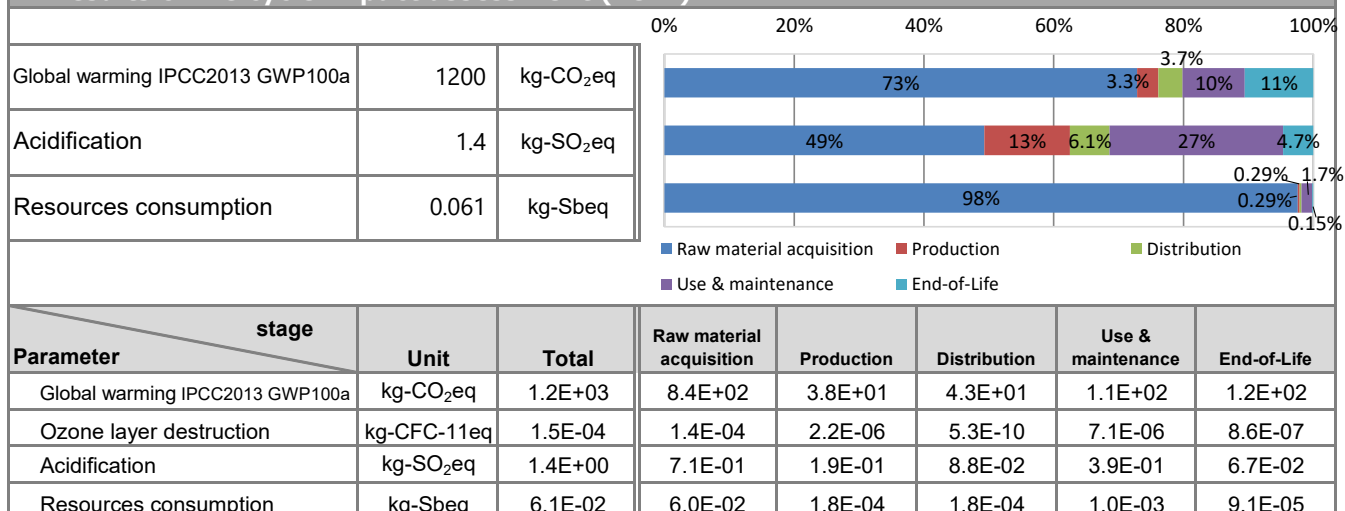 0% 20% 40% 60% 80% 100%
Global warming IPCC2013 GWP100a 1200 kg-CO₂eq
73% 3.3% 3.7% 10% 11%
Acidification 1.4 kg-SO₂eq
49% 13% 6.1% 27% 4.7%
Resources consumption 0.061 kg-Sbeq
98% 0.29% 0.29% 1.7% 0.15%
Raw material acquisition Production Distribution
Use & maintenance End-of-Life
stage
Parameter Unit Total Raw material acquisition Production Distribution Use & maintenance End-of-Life
Global warming IPCC2013 GWP100a kg-CO₂eq 1.2E+03 8.4E+02 3.8E+01 4.3E+01 1.1E+02 1.2E+02
Ozone layer destruction kg-CFC-11eq 1.5E-04 1.4E-04 2.2E-06 5.3E-10 7.1E-06 8.6E-07
Acidification kg-SO₂eq 1.4E+00 7.1E-01 1.9E-01 8.8E-02 3.9E-01 6.7E-02
Resources consumption kg-Sbeq 6.1E-02 6.0E-02 1.8E-04 1.8E-04 1.0E-03 9.1E-05